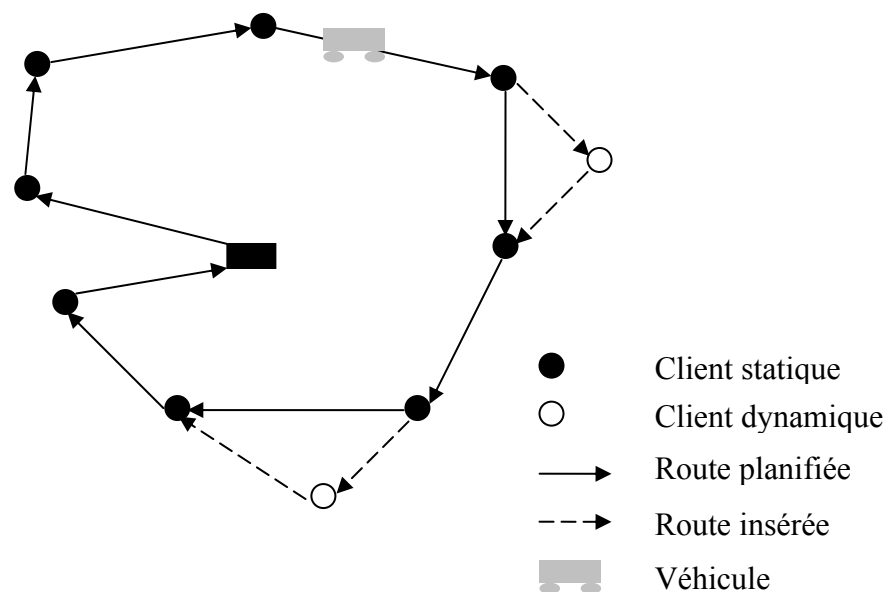 Client statique
Client dynamique
Route planifiée
Route insérée
Véhicule